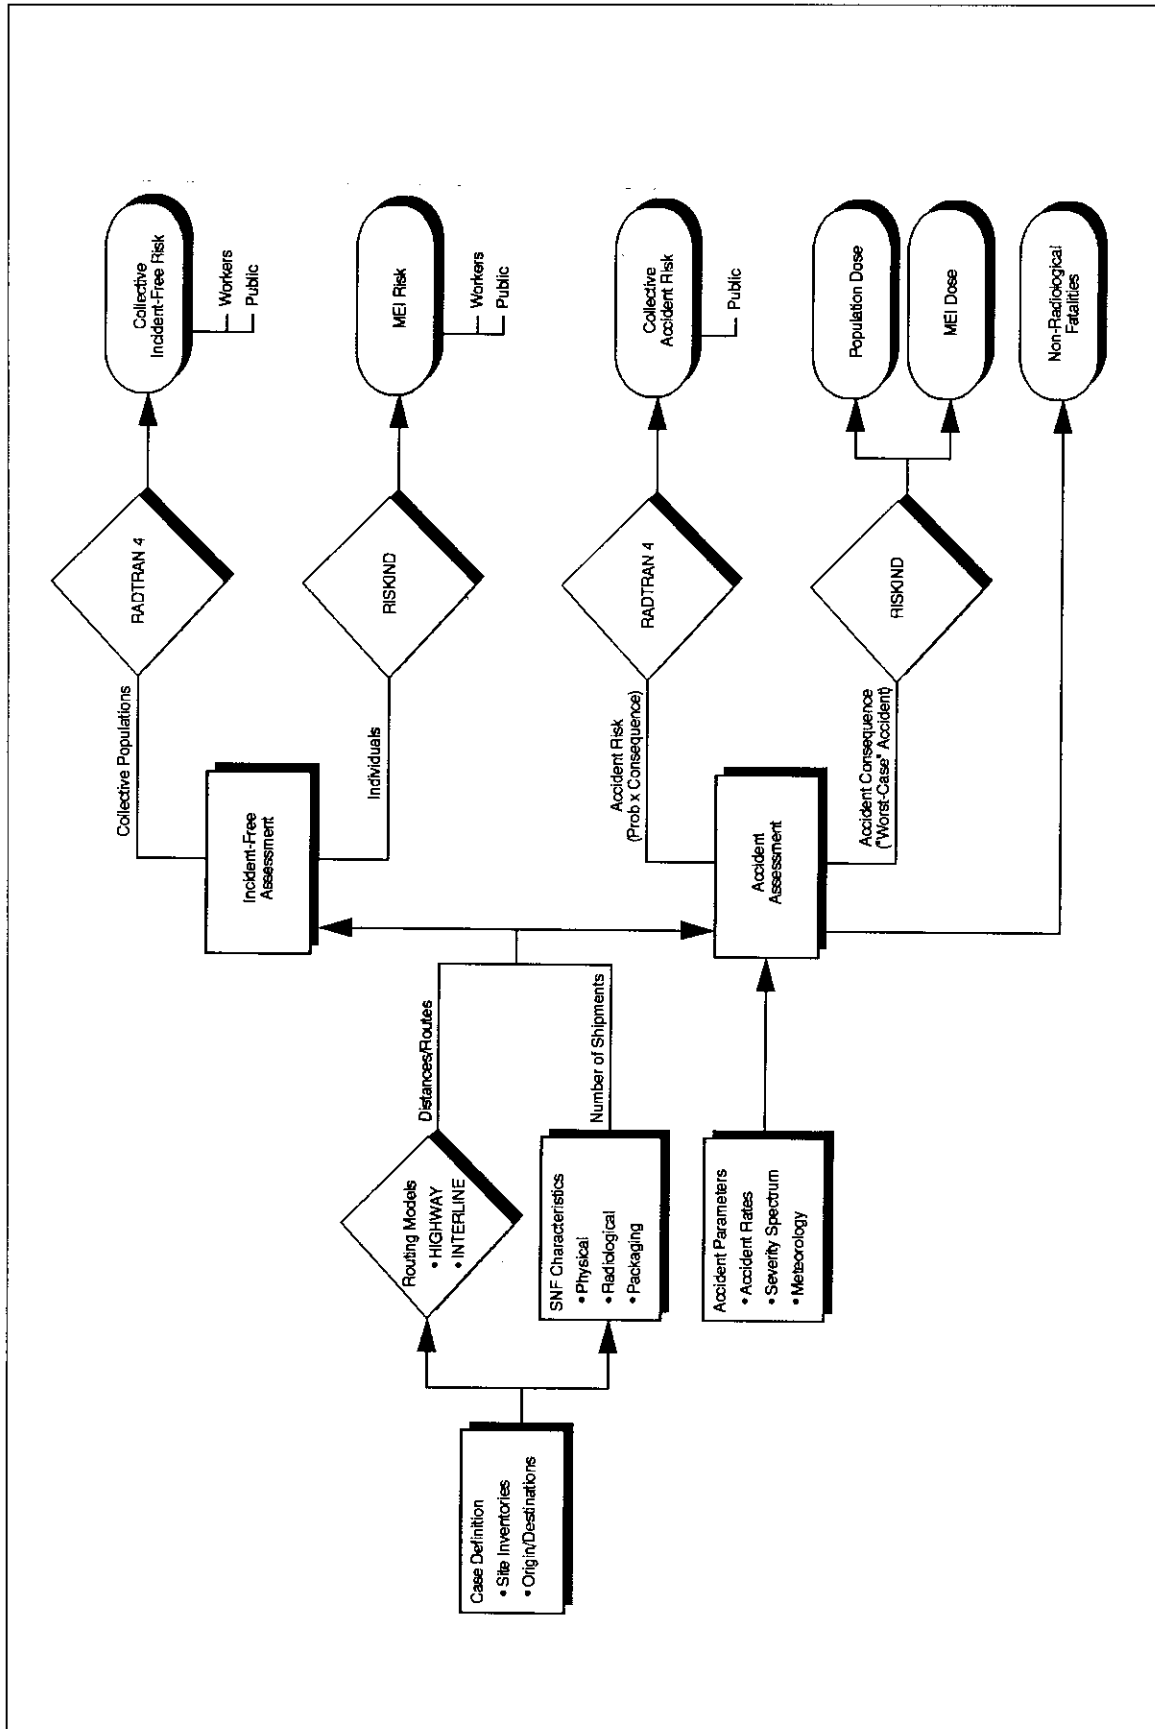 Case Definition
• Site Inventories
• Origin/Destinations
Routing Models
• HIGHWAY
• INTERLINE
Distances/Routes
SNF Characteristics
• Physical
• Radiological
• Packaging
Number of Shipments
Accident Parameters
• Accident Rates
• Severity Spectrum
• Meteorology
Incident-Free
Assessment
Collective Populations
RADTRAN 4
Collective
Incident-Free Risk
Workers
Public
Individuals
RISKIND
MEI Risk
Workers
Public
Accident
Assessment
Accident Risk
(Prob x Consequence)
RADTRAN 4
Collective
Accident Risk
Public
Accident Consequence
("Worst-Case" Accident)
RISKIND
Population Dose
MEI Dose
Non-Radiological
Fatalities